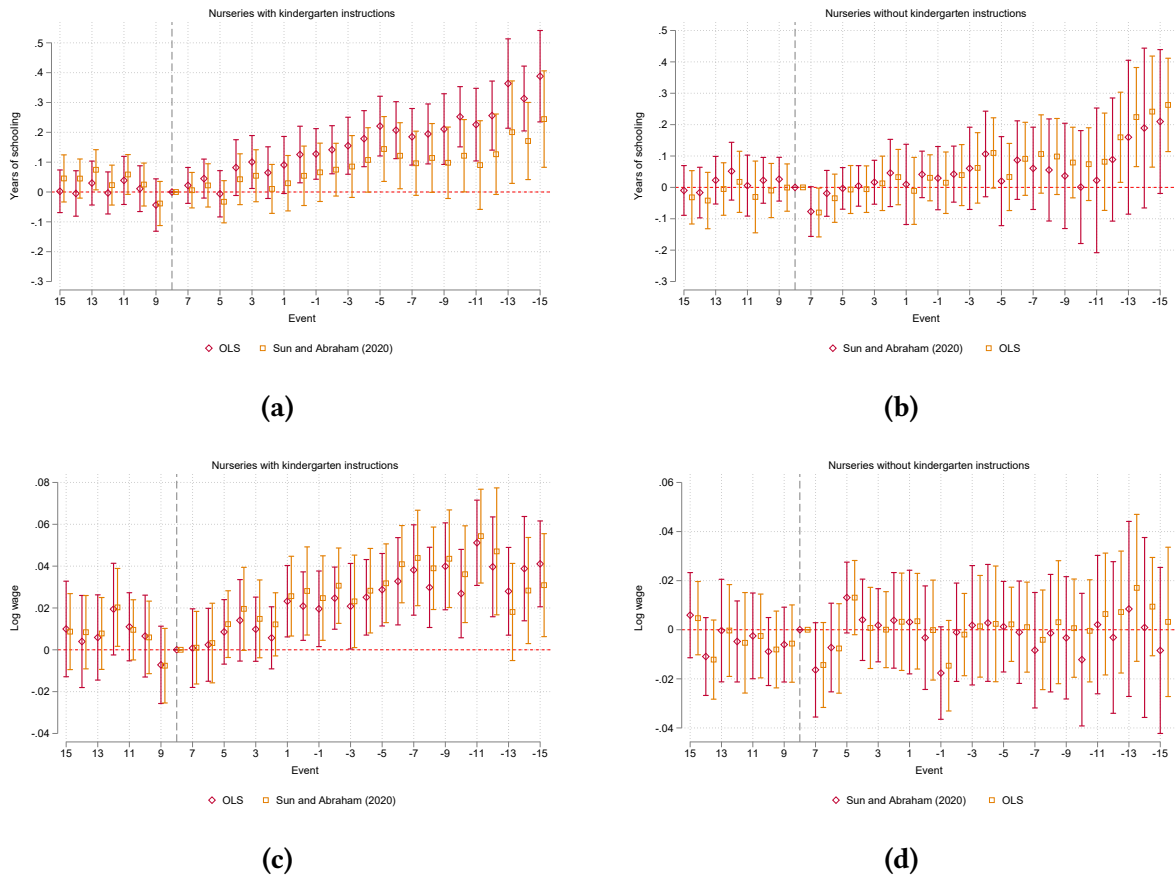 Nurseries with kindergarten instructions
Years of schooling
.5
.4
.3
.2
.1
0
-.1
-.2
-.3
15 13 11 9 7 5 3 1 -1 -3 -5 -7 -9 -11 -13 -15
Event
OLS Sun and Abraham (2020)
(a)
Nurseries without kindergarten instructions
Years of schooling
.5
.4
.3
.2
.1
0
-.1
-.2
-.3
15 13 11 9 7 5 3 1 -1 -3 -5 -7 -9 -11 -13 -15
Event
Sun and Abraham (2020) OLS
(b)
Nurseries with kindergarten instructions
Log wage
.08
.06
.04
.02
0
-.02
-.04
15 13 11 9 7 5 3 1 -1 -3 -5 -7 -9 -11 -13 -15
Event
OLS Sun and Abraham (2020)
(c)
Nurseries without kindergarten instructions
Log wage
.06
.04
.02
0
-.02
-.04
15 13 11 9 7 5 3 1 -1 -3 -5 -7 -9 -11 -13 -15
Event
Sun and Abraham (2020) OLS
(d)